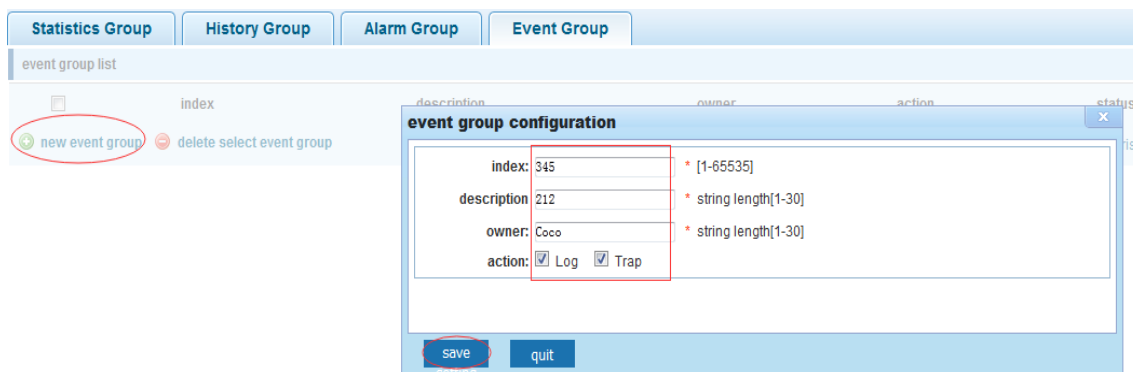 Statistics Group History Group Alarm Group Event Group
event group list
index description owner action status
new event group delete select event group
event group configuration X
index: 345 * [1-65535]
description 212 * string length[1-30]
owner: Coco * string length[1-30]
action: Log Trap
save quit